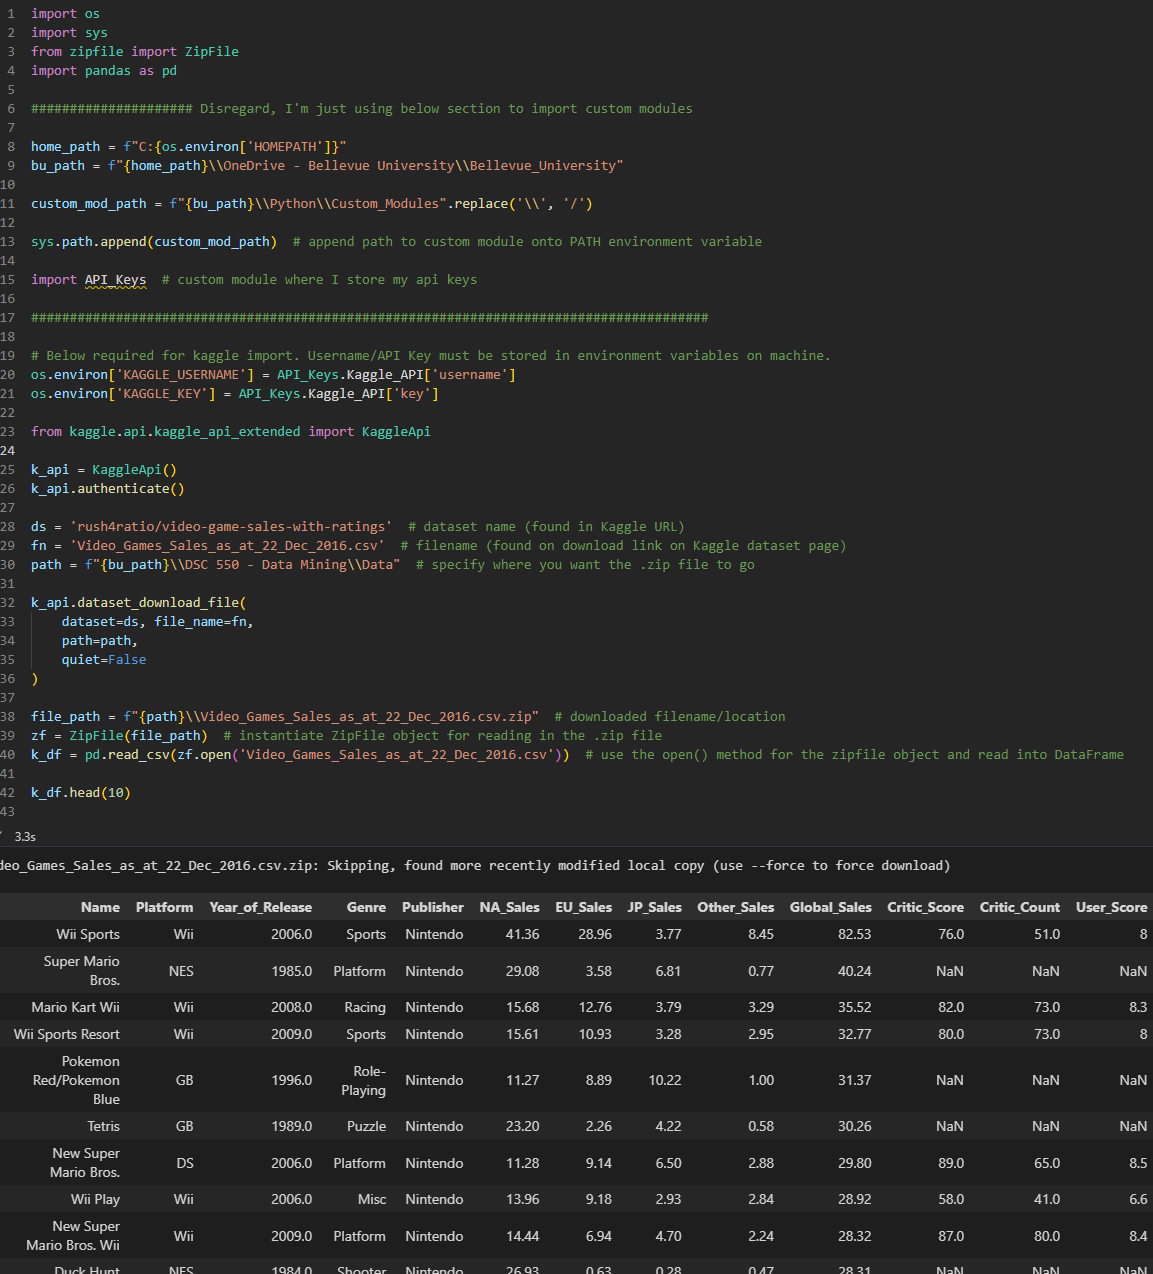 1 import os
2 import sys
3 from zipfile import ZipFile
4 import pandas as pd
5
6 ##################### Disregard, I'm just using below section to import custom modules
7
8 home_path = f"C:{os.environ['HOMEPATH']}"
9 bu_path = f"{home_path}\\OneDrive - Bellevue University\\Bellevue_University"
10
11 custom_mod_path = f"{bu_path}\\Python\\Custom_Modules".replace('\\', '/')
12
13 sys.path.append(custom_mod_path)  # append path to custom module onto PATH environment variable
14
15 import API_Keys  # custom module where I store my api keys
16
17 ########################################################################################
18
19 # Below required for kaggle import. Username/API Key must be stored in environment variables on machine.
20 os.environ['KAGGLE_USERNAME'] = API_Keys.Kaggle_API['username']
21 os.environ['KAGGLE_KEY'] = API_Keys.Kaggle_API['key']
22
23 from kaggle.api.kaggle_api_extended import KaggleApi
24
25 k_api = KaggleApi()
26 k_api.authenticate()
27
28 ds = 'rush4ratio/video-game-sales-with-ratings'  # dataset name (found in Kaggle URL)
29 fn = 'Video_Games_Sales_as_at_22_Dec_2016.csv'  # filename (found on download link on Kaggle dataset page)
30 path = f"{bu_path}\\DSC 550 - Data Mining\\Data"  # specify where you want the .zip file to go
31
32 k_api.dataset_download_file(
33     dataset=ds, file_name=fn,
34     path=path,
35     quiet=False
36 )
37
38 file_path = f"{path}\\Video_Games_Sales_as_at_22_Dec_2016.csv.zip"  # downloaded filename/location
39 zf = ZipFile(file_path)  # instantiate ZipFile object for reading in the .zip file
40 k_df = pd.read_csv(zf.open('Video_Games_Sales_as_at_22_Dec_2016.csv'))  # use the open() method for the zipfile object and read into DataFrame
41
42 k_df.head(10)
43
3.3s
deo_Games_Sales_as_at_22_Dec_2016.csv.zip: Skipping, found more recently modified local copy (use --force to force download)
Name Platform Year_of_Release Genre Publisher NA_Sales EU_Sales JP_Sales Other_Sales Global_Sales Critic_Score Critic_Count User_Score
Wii Sports Wii 2006.0 Sports Nintendo 41.36 28.96 3.77 8.45 82.53 76.0 51.0 8
Super Mario
Bros. NES 1985.0 Platform Nintendo 29.08 3.58 6.81 0.77 40.24 NaN NaN NaN
Mario Kart Wii Wii 2008.0 Racing Nintendo 15.68 12.76 3.79 3.29 35.52 82.0 73.0 8.3
Wii Sports Resort Wii 2009.0 Sports Nintendo 15.61 10.93 3.28 2.95 32.77 80.0 73.0 8
Pokemon
Red/Pokemon
Blue GB 1996.0 Role-
Playing Nintendo 11.27 8.89 10.22 1.00 31.37 NaN NaN NaN
Tetris GB 1989.0 Puzzle Nintendo 23.20 2.26 4.22 0.58 30.26 NaN NaN NaN
New Super
Mario Bros. DS 2006.0 Platform Nintendo 11.28 9.14 6.50 2.88 29.80 89.0 65.0 8.5
Wii Play Wii 2006.0 Misc Nintendo 13.96 9.18 2.93 2.84 28.92 58.0 41.0 6.6
New Super
Mario Bros. Wii Wii 2009.0 Platform Nintendo 14.44 6.94 4.70 2.24 28.32 87.0 80.0 8.4
Duck Hunt NES 1984.0 Shooter Nintendo 26.93 0.63 0.28 0.47 28.31 NaN NaN NaN